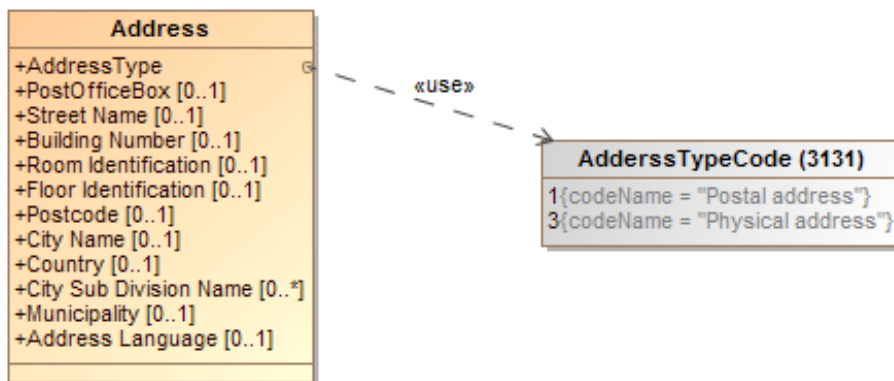 Address
+AddressType
+PostOfficeBox [0..1]
+Street Name [0..1]
+Building Number [0..1]
+Room Identification [0..1]
+Floor Identification [0..1]
+Postcode [0..1]
+City Name [0..1]
+Country [0..1]
+City Sub Division Name [0..*]
+Municipality [0..1]
+Address Language [0..1]
«use»
AdderssTypeCode (3131)
1{codeName = "Postal address"}
3{codeName = "Physical address"}